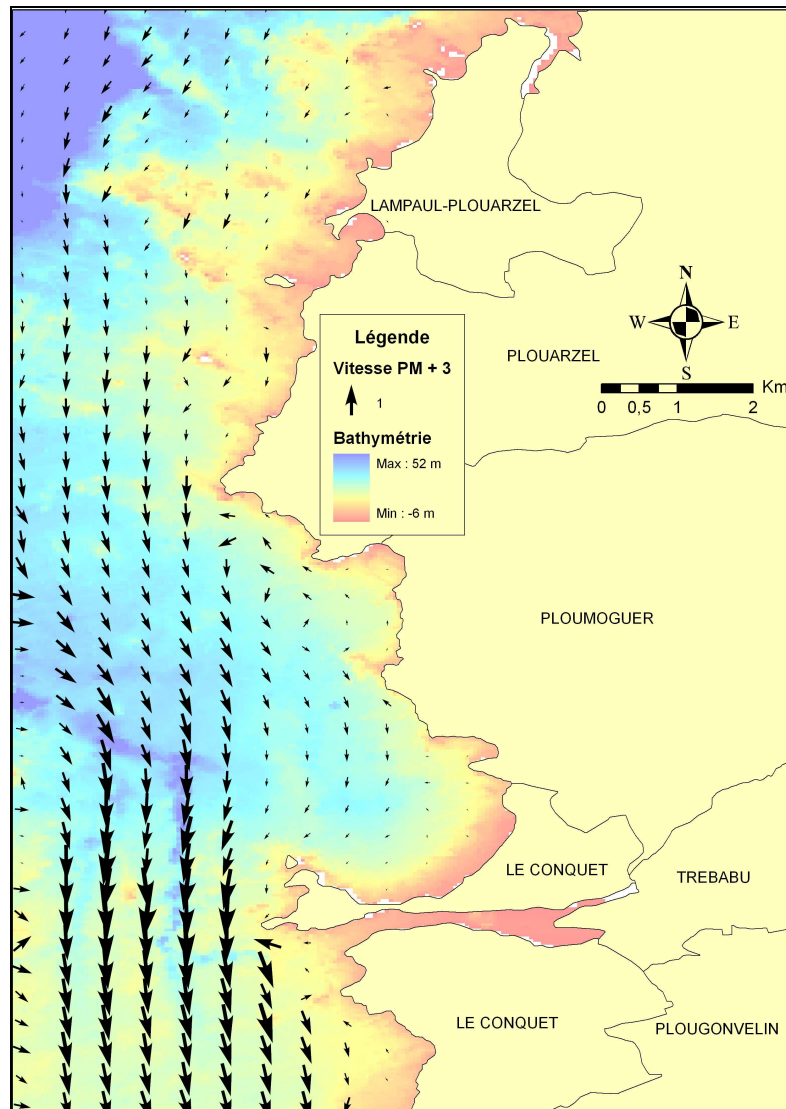 LAMPAUL-PLOUARZEL
N
W E
S
PLOUARZEL
Km
0 0,5 1 2
Légende
Vitesse PM + 3
1
Bathymétrie
Max : 52 m
Min : -6 m
PLOUMOGUER
LE CONQUET
TREBABU
LE CONQUET
PLOUGONVELIN